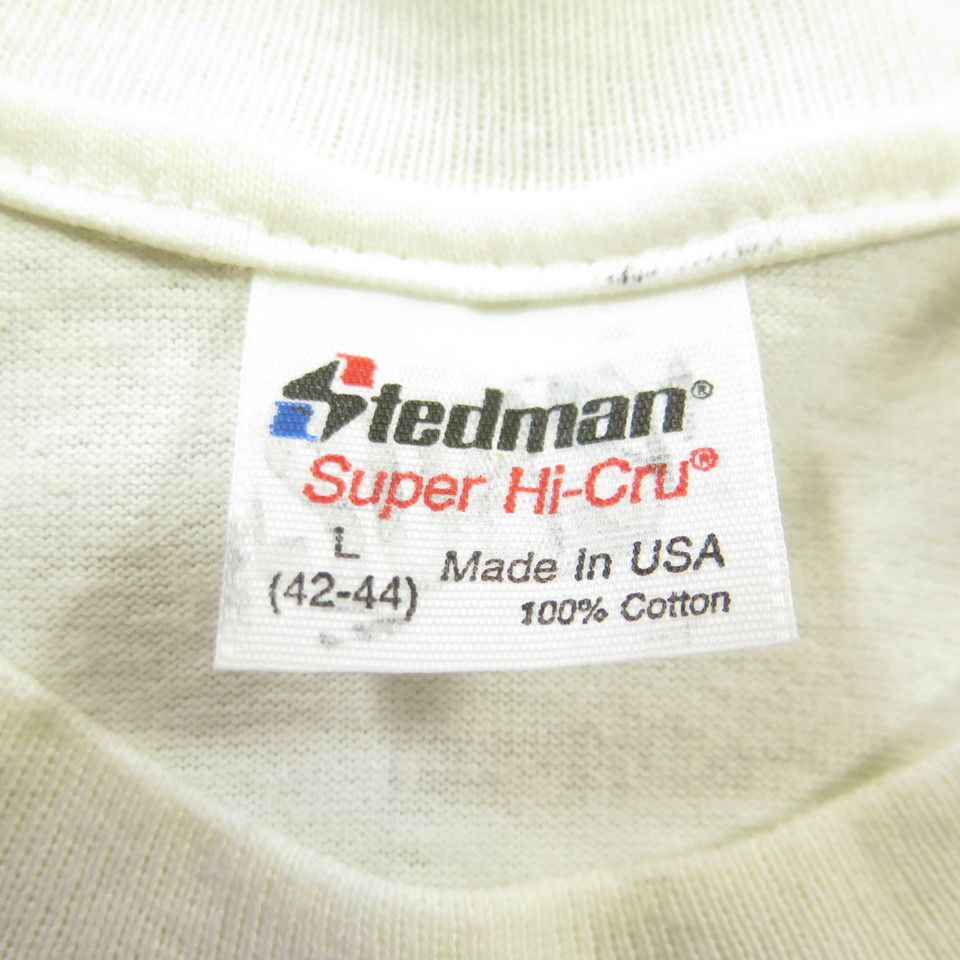 Stedman®
Super Hi-Cru®
L
(42-44)
Made In USA
100% Cotton